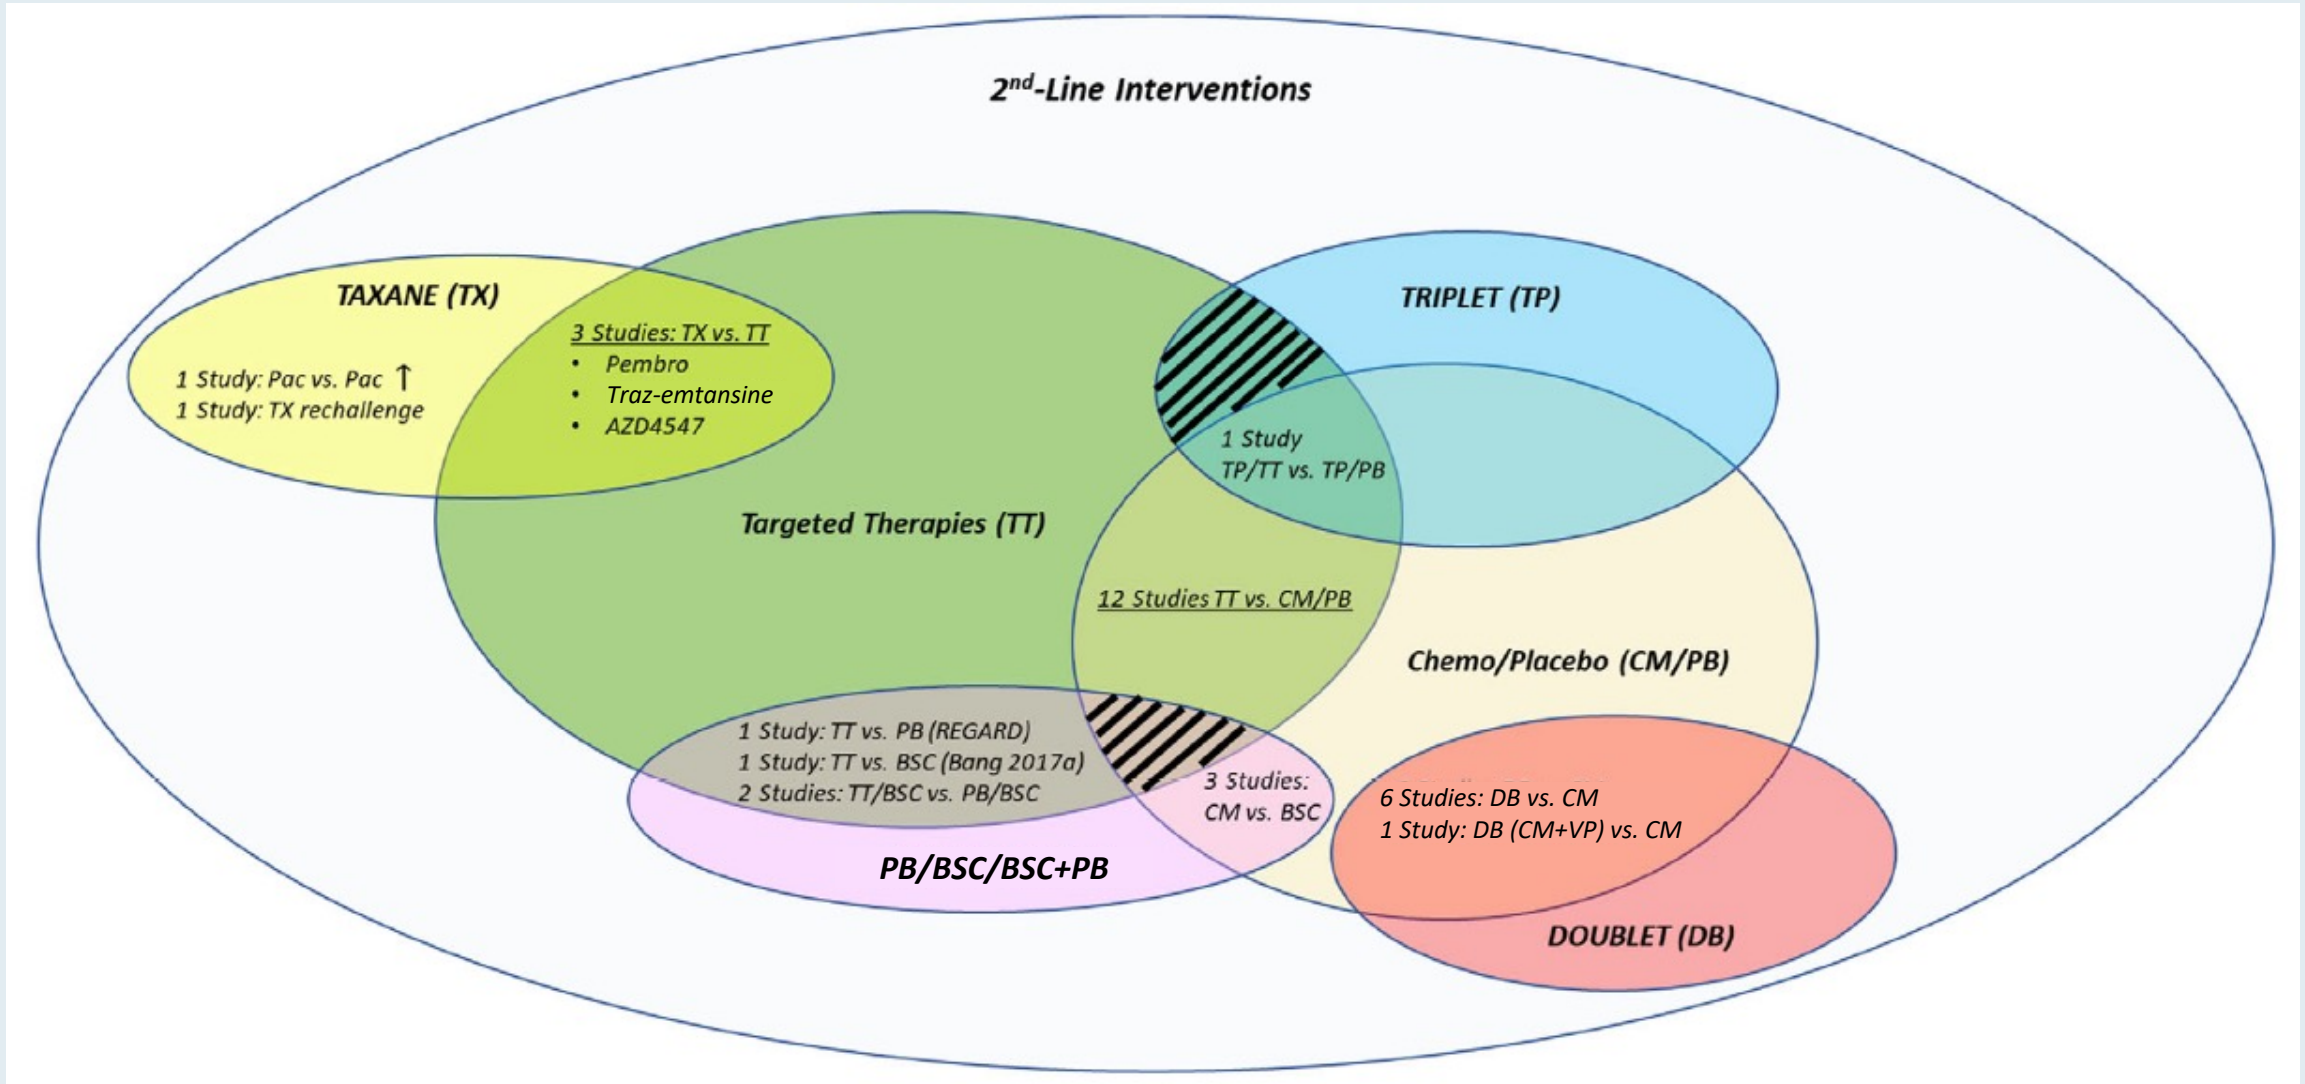 2nd-Line Interventions
TAXANE (TX)
1 Study: Pac vs. Pac ↑
1 Study: TX rechallenge
3 Studies: TX vs. TT
• Pembro
• Traz-emtansine
• AZD4547
TRIPLET (TP)
1 Study
TP/TT vs. TP/PB
Targeted Therapies (TT)
12 Studies TT vs. CM/PB
Chemo/Placebo (CM/PB)
1 Study: TT vs. PB (REGARD)
1 Study: TT vs. BSC (Bang 2017a)
2 Studies: TT/BSC vs. PB/BSC
3 Studies:
CM vs. BSC
PB/BSC/BSC+PB
6 Studies: DB vs. CM
1 Study: DB (CM+VP) vs. CM
DOUBLET (DB)